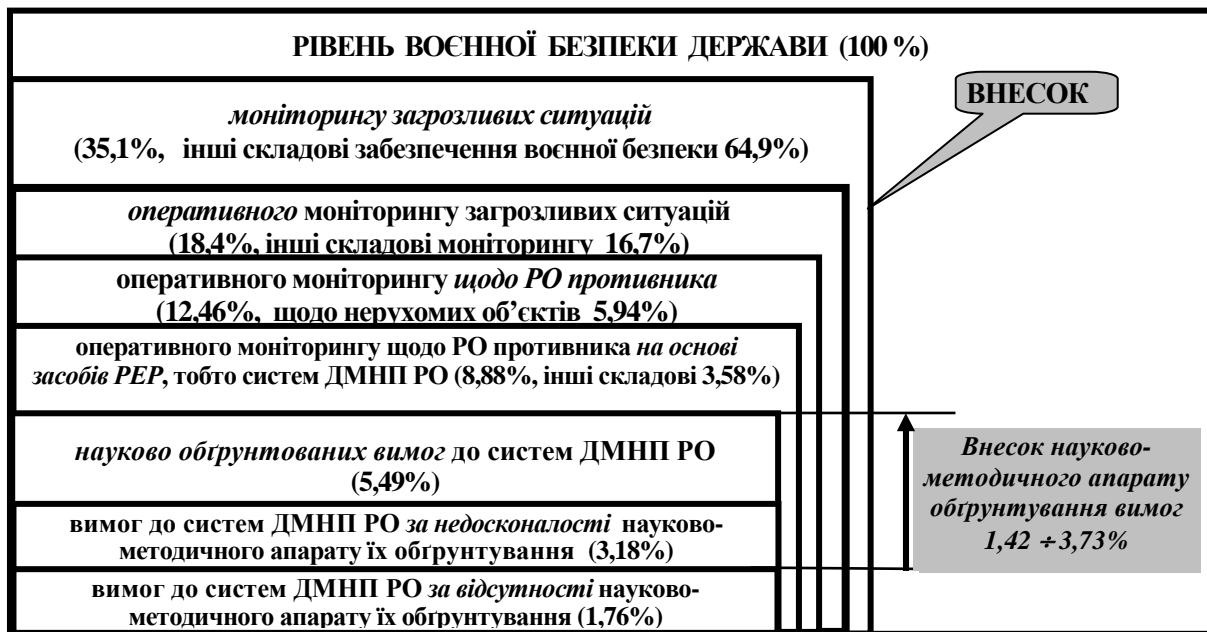 РІВЕНЬ ВОЄННОЇ БЕЗПЕКИ ДЕРЖАВИ (100 %)
ВНЕСОК
моніторингу загрозливих ситуацій
(35,1%, інші складові забезпечення воєнної безпеки 64,9%)
оперативного моніторингу загрозливих ситуацій
(18,4%, інші складові моніторингу 16,7%)
оперативного моніторингу щодо РО противника
(12,46%, щодо нерухомих об’єктів 5,94%)
оперативного моніторингу щодо РО противника на основі
засобів РЕР, тобто систем ДМНП РО (8,88%, інші складові 3,58%)
науково обґрунтованих вимог до систем ДМНП РО
(5,49%)
вимог до систем ДМНП РО за недосконалості науково-
методичного апарату їх обґрунтування (3,18%)
вимог до систем ДМНП РО за відсутності науково-
методичного апарату їх обґрунтування (1,76%)
Внесок науково-
методичного апарату
обґрунтування вимог
1,42 ÷ 3,73%